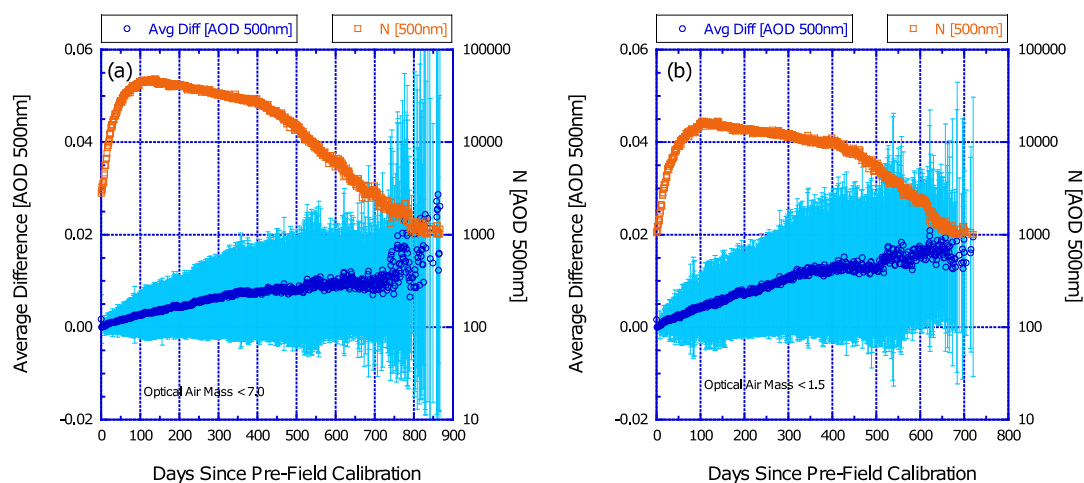 Avg Diff [AOD 500nm]
N [500nm]
(a)
0.06
0.04
0.02
0.00
-0.02
Average Difference [AOD 500nm]
100000
10000
1000
100
10
N [AOD 500nm]
Optical Air Mass <7.0
0 100 200 300 400 500 600 700 800 900
Days Since Pre-Field Calibration
Avg Diff [AOD 500nm]
N [500nm]
(b)
0.06
0.04
0.02
0.00
-0.02
Average Difference [AOD 500nm]
100000
10000
1000
100
10
N [AOD 500nm]
Optical Air Mass <1.5
0 100 200 300 400 500 600 700 800
Days Since Pre-Field Calibration